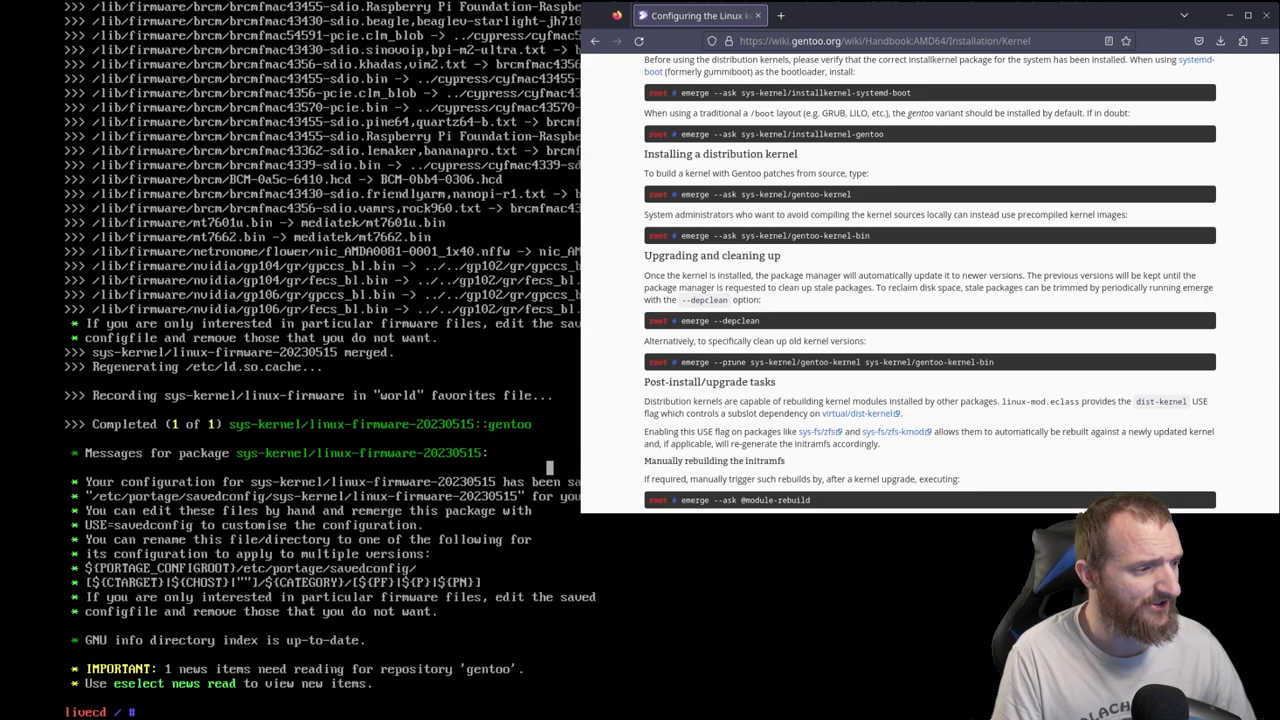 >>> /lib/firmware/brcm/brcmfmac43455-sdio.Raspberry Pi Foundation-Raspbe
>>> /lib/firmware/brcm/brcmfmac43455-sdio.Raspberry Pi Foundation-Raspbe
>>> /lib/firmware/brcm/brcmfmac43430-sdio.beagle,beaglev-starlight-jh710
>>> /lib/firmware/brcm/brcmfmac54591-pcie.clm_blob -> ../cypress/cyfmac5
>>> /lib/firmware/brcm/brcmfmac43430-sdio.sinovoip,bpi-m2-ultra.txt -> b
>>> /lib/firmware/brcm/brcmfmac4356-sdio.khadas,vim2.txt -> brcmfmac4356
>>> /lib/firmware/brcm/brcmfmac43455-sdio.bin -> ../cypress/cyfmac43455
>>> /lib/firmware/brcm/brcmfmac4356-pcie.clm_blob -> ../cypress/cyfmac43
>>> /lib/firmware/brcm/brcmfmac43570-pcie.bin -> ../cypress/cyfmac43570-
>>> /lib/firmware/brcm/brcmfmac43455-sdio.pine64,quartz64-b.txt -> brcmf
>>> /lib/firmware/brcm/brcmfmac43455-sdio.Raspberry Pi Foundation-Raspbe
>>> /lib/firmware/brcm/brcmfmac43362-sdio.lemaker,bananapro.txt -> brcmf
>>> /lib/firmware/brcm/brcmfmac4339-sdio.bin -> ../cypress/cyfmac4339-sd
>>> /lib/firmware/brcm/BCM-0a5c-6410.hcd -> BCM-0bb4-0306.hcd
>>> /lib/firmware/brcm/brcmfmac43430-sdio.friendlyarm,nanopi-r1.txt -> b
>>> /lib/firmware/brcm/brcmfmac4356-sdio.vamrs,rock960.txt -> brcmfmac43
>>> /lib/firmware/mt7601u.bin -> mediatek/mt7601u.bin
>>> /lib/firmware/mt7662.bin -> mediatek/mt7662.bin
>>> /lib/firmware/netronome/flower/nic_AMDA0081-0001_1x40.nffw -> nic_AM
>>> /lib/firmware/nvidia/gp104/gr/gpccs_bl.bin -> ../../gp102/gr/gpccs_b
>>> /lib/firmware/nvidia/gp104/gr/fecs_bl.bin -> ../../gp102/gr/fecs_bl.
>>> /lib/firmware/nvidia/gp106/gr/gpccs_bl.bin -> ../../gp102/gr/gpccs_b
>>> /lib/firmware/nvidia/gp106/gr/fecs_bl.bin -> ../../gp102/gr/fecs_bl.
* If you are only interested in particular firmware files, edit the sav
* configfile and remove those that you do not want.
>>> sys-kernel/linux-firmware-20230515 merged.
>>> Regenerating /etc/ld.so.cache...
>>> Recording sys-kernel/linux-firmware in "world" favorites file...
>>> Completed (1 of 1) sys-kernel/linux-firmware-20230515::gentoo
* Messages for package sys-kernel/linux-firmware-20230515:
* Your configuration for sys-kernel/linux-firmware-20230515 has been sa
* "/etc/portage/savedconfig/sys-kernel/linux-firmware-20230515" for you
* You can edit these files by hand and remerge this package with
* USE=savedconfig to customise the configuration.
* You can rename this file/directory to one of the following for
* its configuration to apply to multiple versions:
* ${PORTAGE_CONFIGROOT}/etc/portage/savedconfig/
* [${CTARGET}|${CHOST}|""]/${CATEGORY}/[${PF}|${P}|${PN}]
* If you are only interested in particular firmware files, edit the saved
* configfile and remove those that you do not want.
* GNU info directory index is up-to-date.
* IMPORTANT: 1 news items need reading for repository 'gentoo'.
* Use eselect news read to view new items.
livecd / #
Configuring the Linux k
https://wiki.gentoo.org/wiki/Handbook:AMD64/Installation/Kernel
Before using the distribution kernels, please verify that the correct installkernel package for the system has been installed. When using systemd-
boot (formerly gummiboot) as the bootloader, install:
root # emerge --ask sys-kernel/installkernel-systemd-boot
When using a traditional a /boot layout (e.g. GRUB, LILO, etc.), the gentoo variant should be installed by default. If in doubt:
root # emerge --ask sys-kernel/installkernel-gentoo
Installing a distribution kernel
To build a kernel with Gentoo patches from source, type:
root # emerge --ask sys-kernel/gentoo-kernel
System administrators who want to avoid compiling the kernel sources locally can instead use precompiled kernel images:
root # emerge --ask sys-kernel/gentoo-kernel-bin
Upgrading and cleaning up
Once the kernel is installed, the package manager will automatically update it to newer versions. The previous versions will be kept until the
package manager is requested to clean up stale packages. To reclaim disk space, stale packages can be trimmed by periodically running emerge
with the --depclean option:
root # emerge --depclean
Alternatively, to specifically clean up old kernel versions:
root # emerge --prune sys-kernel/gentoo-kernel sys-kernel/gentoo-kernel-bin
Post-install/upgrade tasks
Distribution kernels are capable of rebuilding kernel modules installed by other packages. linux-mod.eclass provides the dist-kernel USE
flag which controls a subslot dependency on virtual/dist-kernel.
Enabling this USE flag on packages like sys-fs/zfs and sys-fs/zfs-kmod allows them to automatically be rebuilt against a newly updated kernel
and, if applicable, will re-generate the initramfs accordingly.
Manually rebuilding the initramfs
If required, manually trigger such rebuilds by, after a kernel upgrade, executing:
root # emerge --ask @module-rebuild